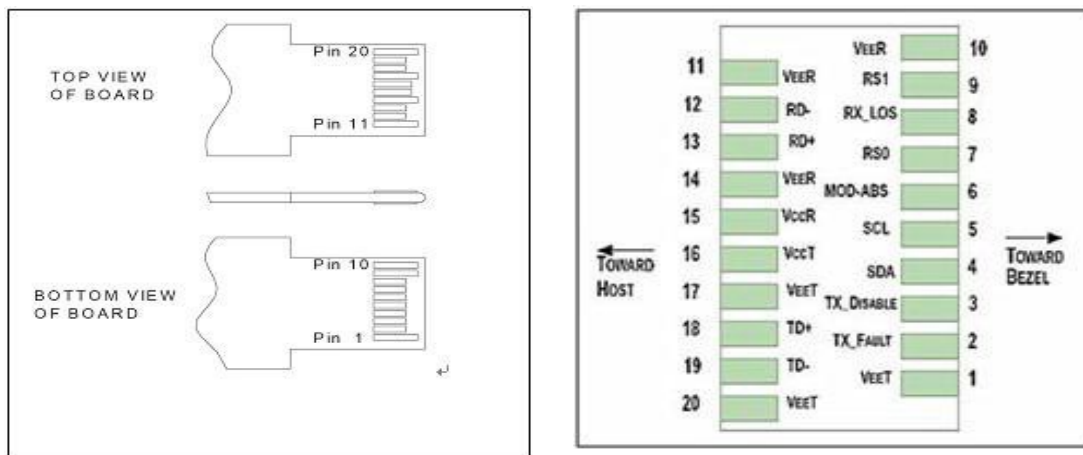 TOP VIEW
OF BOARD
Pin 20
Pin 11
BOTTOM VIEW
OF BOARD
Pin 10
Pin 1
TOWARD
HOST
11 VEER
12 RD-
13 RD+
14 VEER
15 VCCR
16 VCCT
17 VEET
18 TD+
19 TD-
20 VEET
VEER 10
RS1 9
RX_LOS 8
RS0 7
MOD-ABS 6
SCL 5
SDA 4
TX_DISABLE 3
TX_FAULT 2
VEET 1
TOWARD
BEZEL